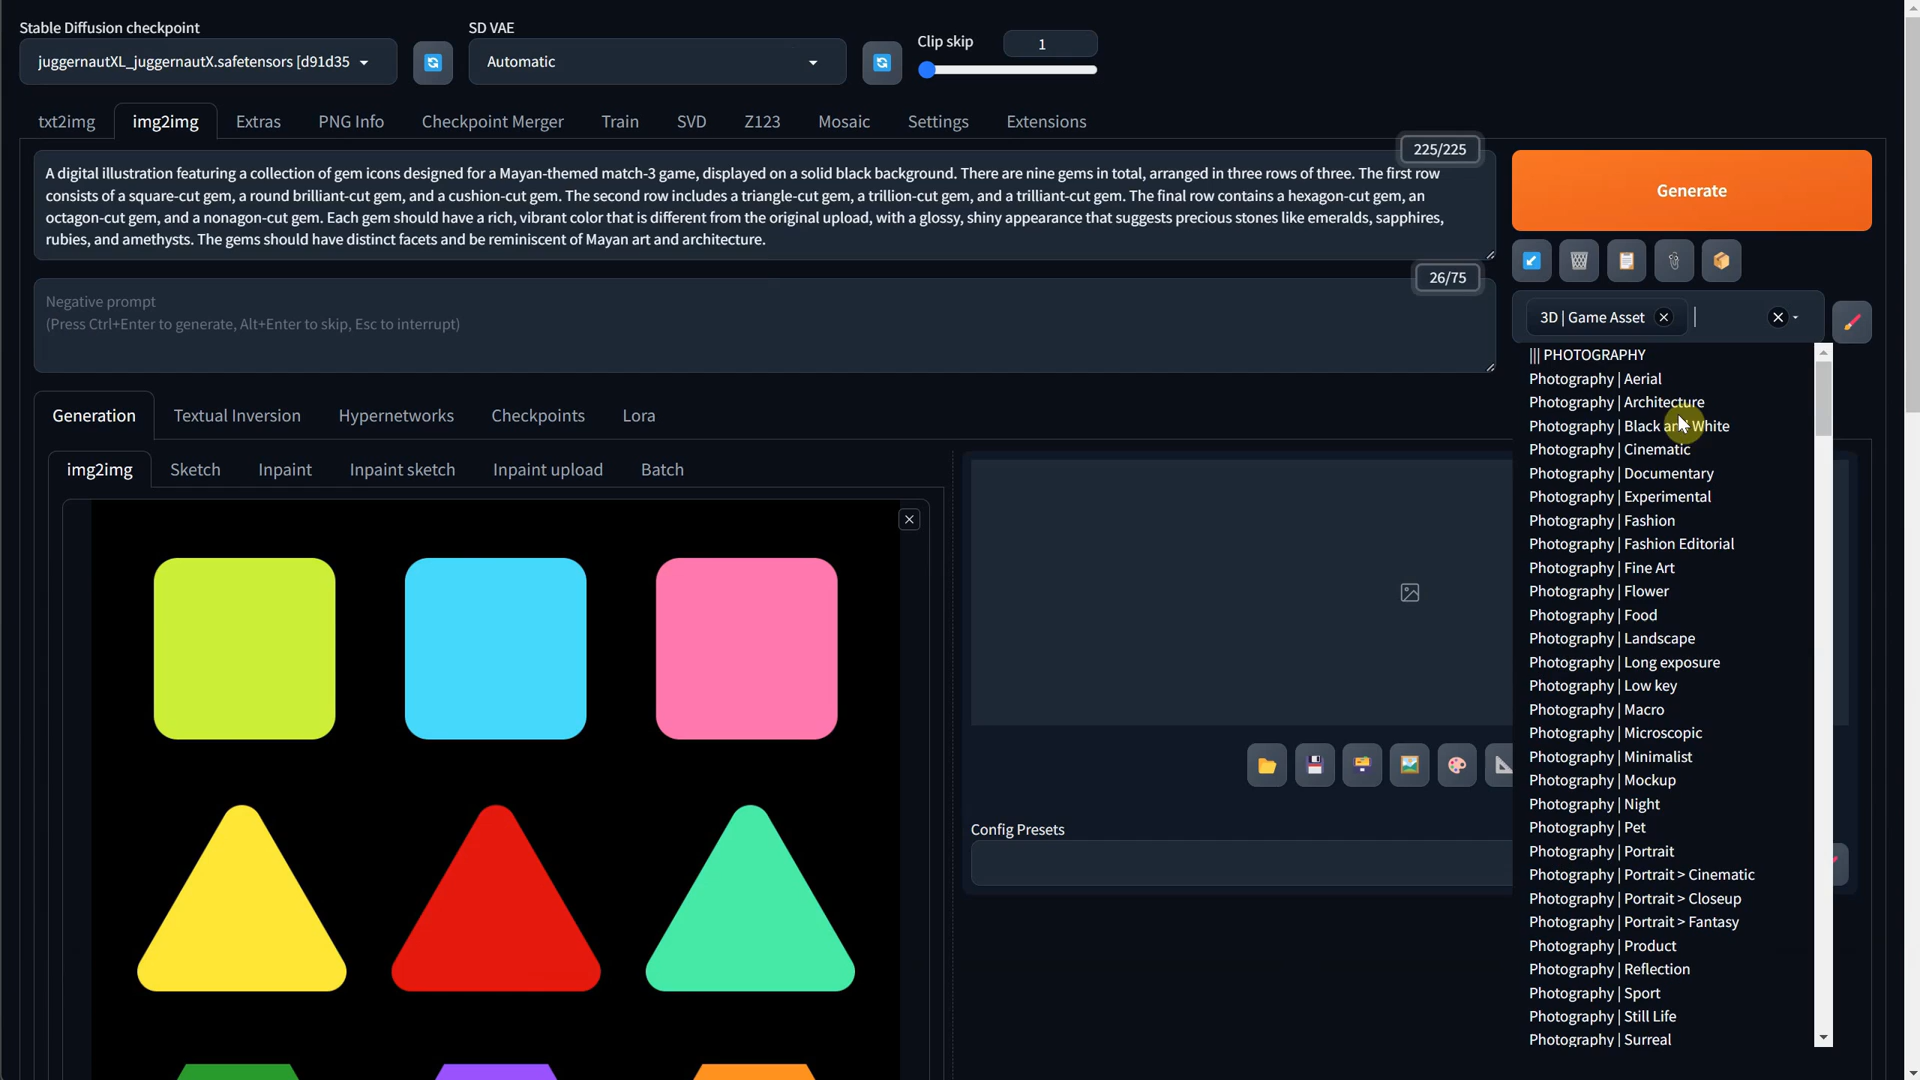 Stable Diffusion checkpoint
SD VAE
Clip skip
1
juggernautXL_juggernautX.safetensors [d91d35
Automatic
txt2img
img2img
Extras
PNG Info
Checkpoint Merger
Train
SVD
Z123
Mosaic
Settings
Extensions
225/225
A digital illustration featuring a collection of gem icons designed for a Mayan-themed match-3 game, displayed on a solid black background. There are nine gems in total, arranged in three rows of three. The first row
consists of a square-cut gem, a round brilliant-cut gem, and a cushion-cut gem. The second row includes a triangle-cut gem, a trillion-cut gem, and a trilliant-cut gem. The final row contains a hexagon-cut gem, an
octagon-cut gem, and a nonagon-cut gem. Each gem should have a rich, vibrant color that is different from the original upload, with a glossy, shiny appearance that suggests precious stones like emeralds, sapphires,
rubies, and amethysts. The gems should have distinct facets and be reminiscent of Mayan art and architecture.
Generate
26/75
Negative prompt
(Press Ctrl+Enter to generate, Alt+Enter to skip, Esc to interrupt)
3D | Game Asset
||| PHOTOGRAPHY
Photography | Aerial
Photography | Architecture
Photography | Black and White
Photography | Cinematic
Photography | Documentary
Photography | Experimental
Photography | Fashion
Photography | Fashion Editorial
Photography | Fine Art
Photography | Flower
Photography | Food
Photography | Landscape
Photography | Long exposure
Photography | Low key
Photography | Macro
Photography | Microscopic
Photography | Minimalist
Photography | Mockup
Photography | Night
Photography | Pet
Photography | Portrait
Photography | Portrait > Cinematic
Photography | Portrait > Closeup
Photography | Portrait > Fantasy
Photography | Product
Photography | Reflection
Photography | Sport
Photography | Still Life
Photography | Surreal
Generation
Textual Inversion
Hypernetworks
Checkpoints
Lora
img2img
Sketch
Inpaint
Inpaint sketch
Inpaint upload
Batch
Config Presets